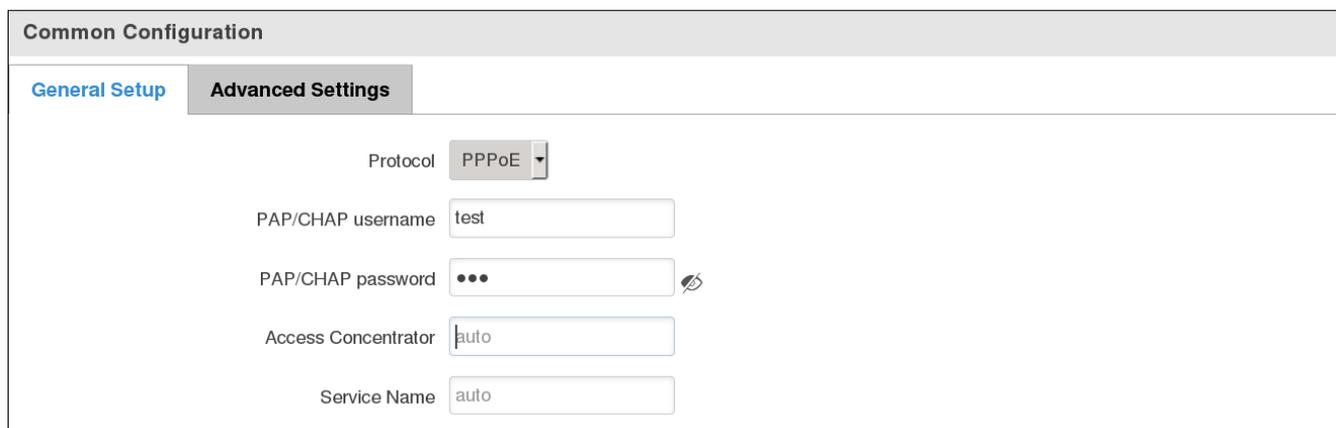 Common Configuration
General Setup Advanced Settings
Protocol PPPoE
PAP/CHAP username test
PAP/CHAP password •••
Access Concentrator auto
Service Name auto